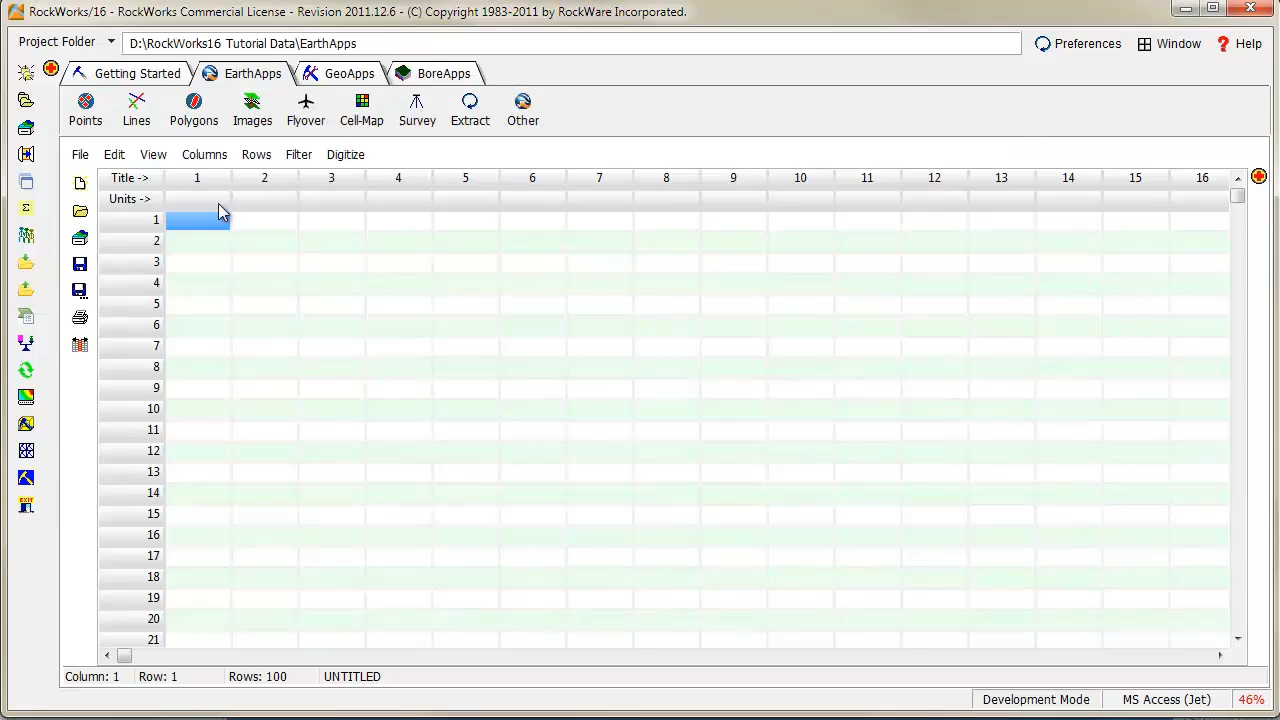 RockWorks/16 - RockWorks Commercial License - Revision 2011.12.6 - (C) Copyright 1983-2011 by RockWare Incorporated.
Project Folder D:\RockWorks16 Tutorial Data\EarthApps Preferences Window Help
Getting Started EarthApps GeoApps BoreApps
Points Lines Polygons Images Flyover Cell-Map Survey Extract Other
File Edit View Columns Rows Filter Digitize
Title -> 1 2 3 4 5 6 7 8 9 10 11 12 13 14 15 16
Units ->
1
2
3
4
5
6
7
8
9
10
11
12
13
14
15
16
17
18
19
20
21
Column: 1 Row: 1 Rows: 100 UNTITLED
Development Mode MS Access (Jet) 46%